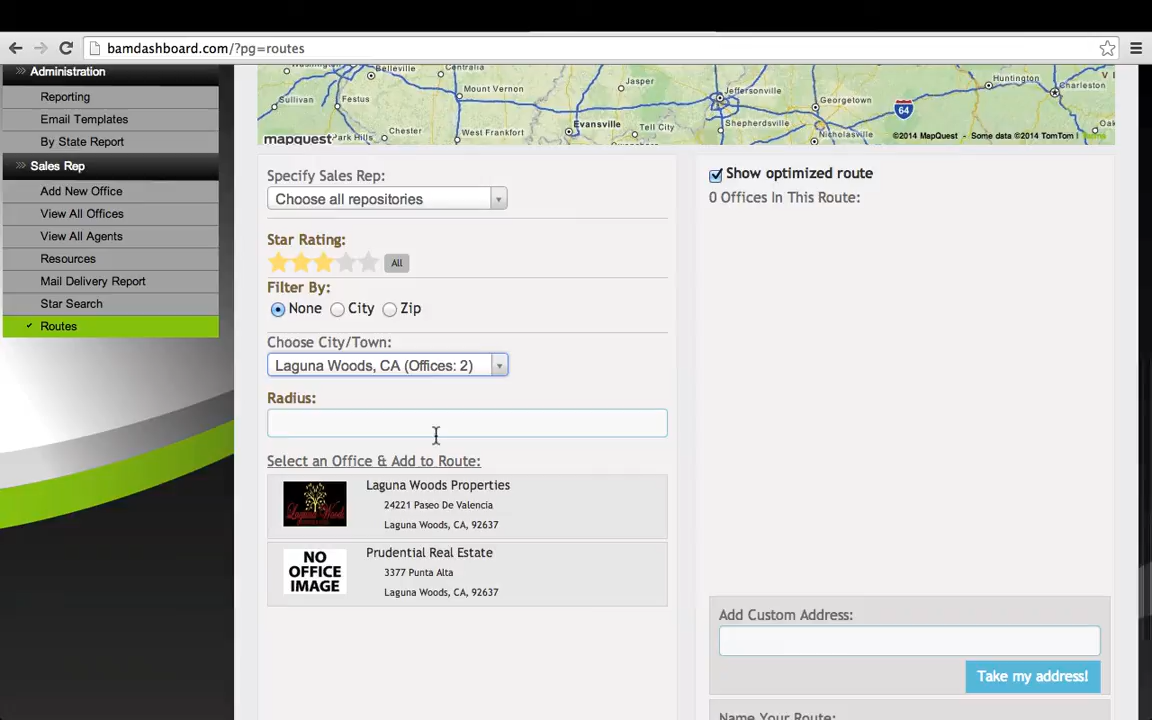 bamdashboard.com/?pg=routes
Administration
Reporting
Email Templates
By State Report
Sales Rep
Add New Office
View All Offices
View All Agents
Resources
Mail Delivery Report
Star Search
Routes
Belleville
Centralia
Sullivan
Festus
Mount Vernon
Chester
West Frankfort
Jasper
Evansville
Tell City
Jeffersonville
Shepherdsville
Georgetown
Nicholasville
64
Huntington
Charleston
mapquest
Park Hills
©2014 MapQuest - Some data ©2014 TomTom |
Specify Sales Rep:
Choose all repositories
Star Rating:
All
Filter By:
None City Zip
Choose City/Town:
Laguna Woods, CA (Offices: 2)
Radius:
Select an Office & Add to Route:
Laguna Woods Properties
24221 Paseo De Valencia
Laguna Woods, CA, 92637
NO
OFFICE
IMAGE
Prudential Real Estate
3377 Punta Alta
Laguna Woods, CA, 92637
Show optimized route
0 Offices In This Route:
Add Custom Address:
Take my address!
Name Your Route: